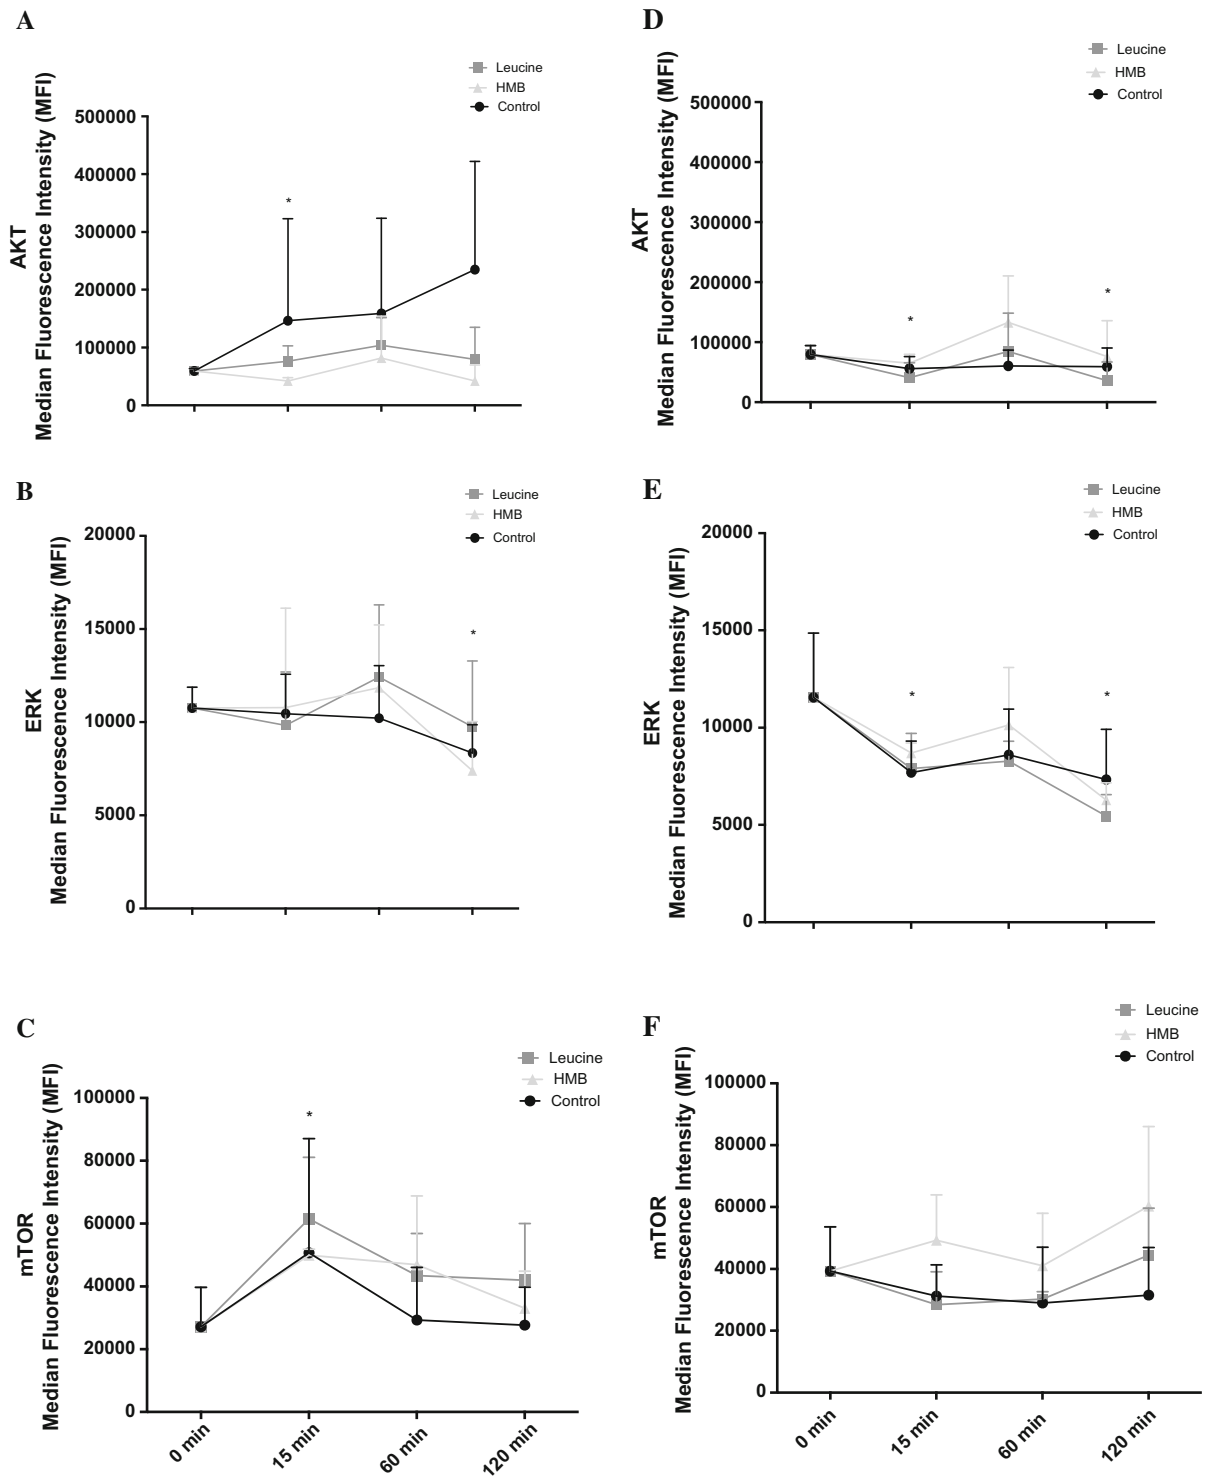 A
Leucine
HMB
Control
AKT
Median Fluorescence Intensity (MFI)
500000
400000
300000
200000
100000
0
*
D
Leucine
HMB
Control
AKT
Median Fluorescence Intensity (MFI)
500000
400000
300000
200000
100000
0
*
*
B
Leucine
HMB
Control
ERK
Median Fluorescence Intensity (MFI)
20000
15000
10000
5000
0
*
E
Leucine
HMB
Control
ERK
Median Fluorescence Intensity (MFI)
20000
15000
10000
5000
0
*
*
C
Leucine
HMB
Control
mTOR
Median Fluorescence Intensity (MFI)
100000
80000
60000
40000
20000
0
*
0 min
15 min
60 min
120 min
F
Leucine
HMB
Control
mTOR
Median Fluorescence Intensity (MFI)
100000
80000
60000
40000
20000
0
0 min
15 min
60 min
120 min